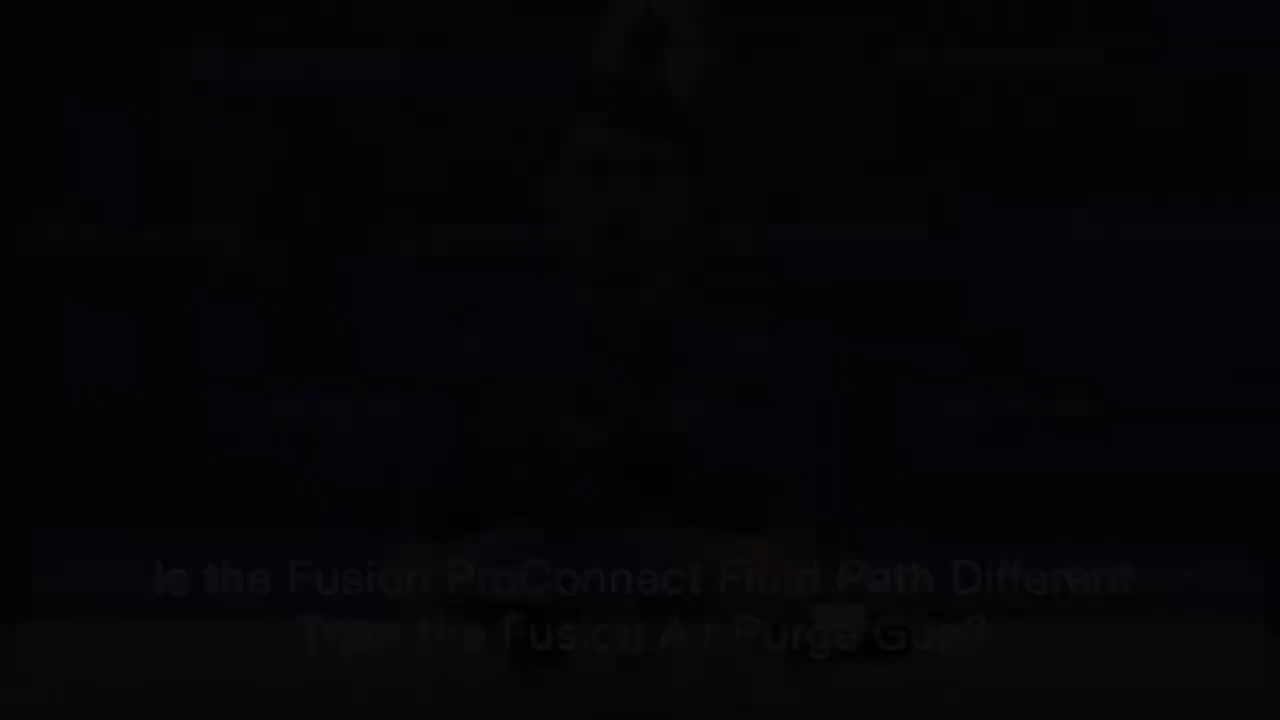 Is the Fusion ProConnect Fluid Path Different
Than the Fusion Air Purge Gun?